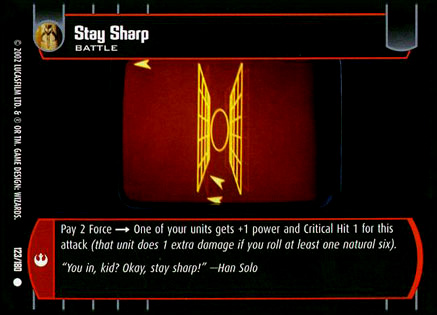 Stay Sharp
BATTLE
Pay 2 Force → One of your units gets +1 power and Critical Hit 1 for this
attack (that unit does 1 extra damage if you roll at least one natural six).
“You in, kid? Okay, stay sharp!” —Han Solo
© 2002 LUCASFILM LTD. & ® OR TM. GAME DESIGN: WIZARDS.
123/180